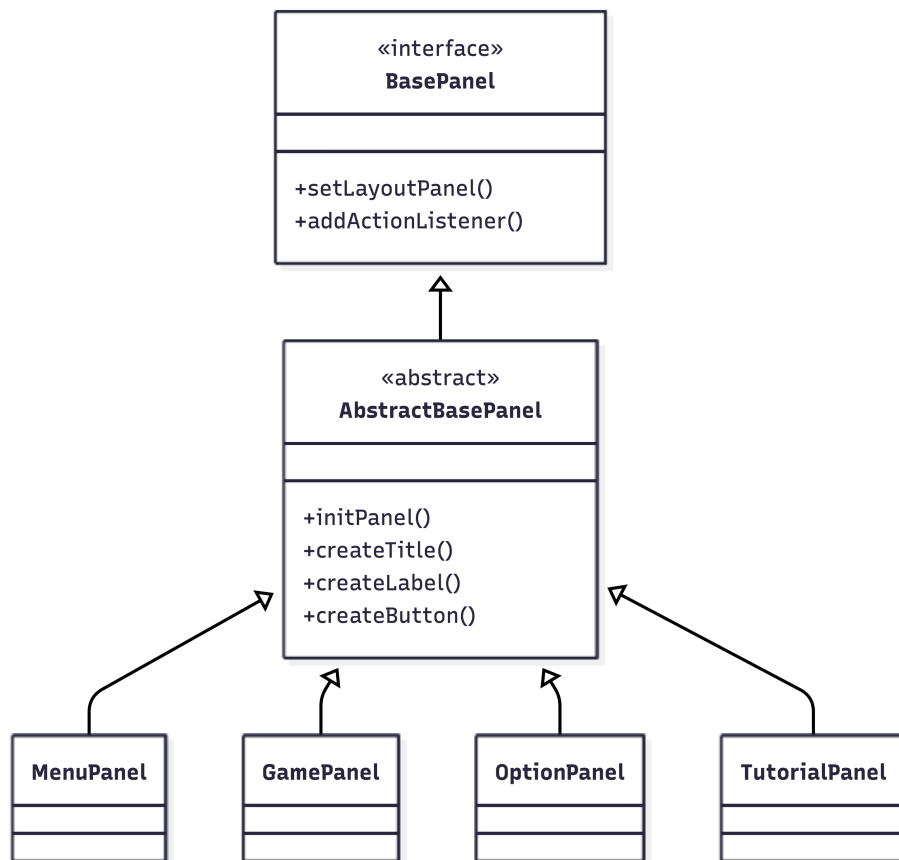 «interface»
BasePanel
+setLayoutPanel()
+addActionListener()
«abstract»
AbstractBasePanel
+initPanel()
+createTitle()
+createLabel()
+createButton()
MenuPanel
GamePanel
OptionPanel
TutorialPanel